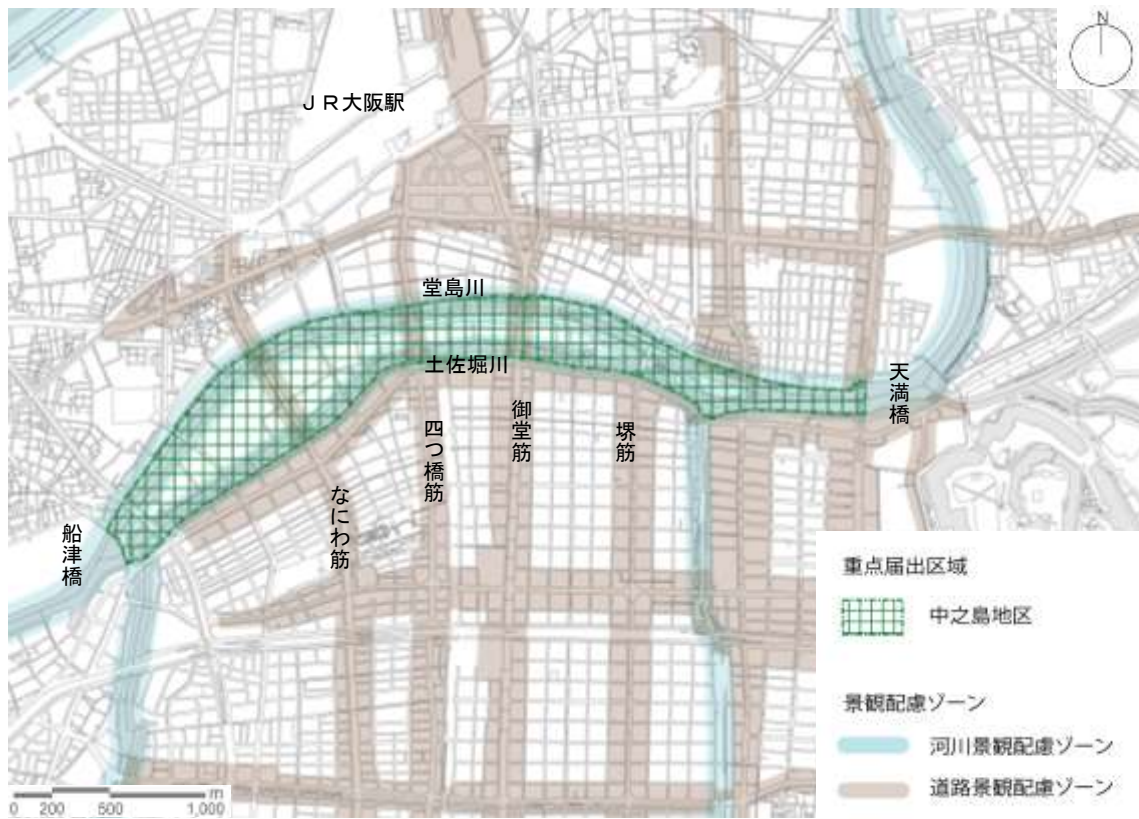 N
ＪＲ大阪駅
堂島川
土佐堀川
天満橋
御堂筋
堺筋
四つ橋筋
なにわ筋
船津橋
重点届出区域
中之島地区
景観配慮ゾーン
河川景観配慮ゾーン
道路景観配慮ゾーン
m
0 200 500 1,000